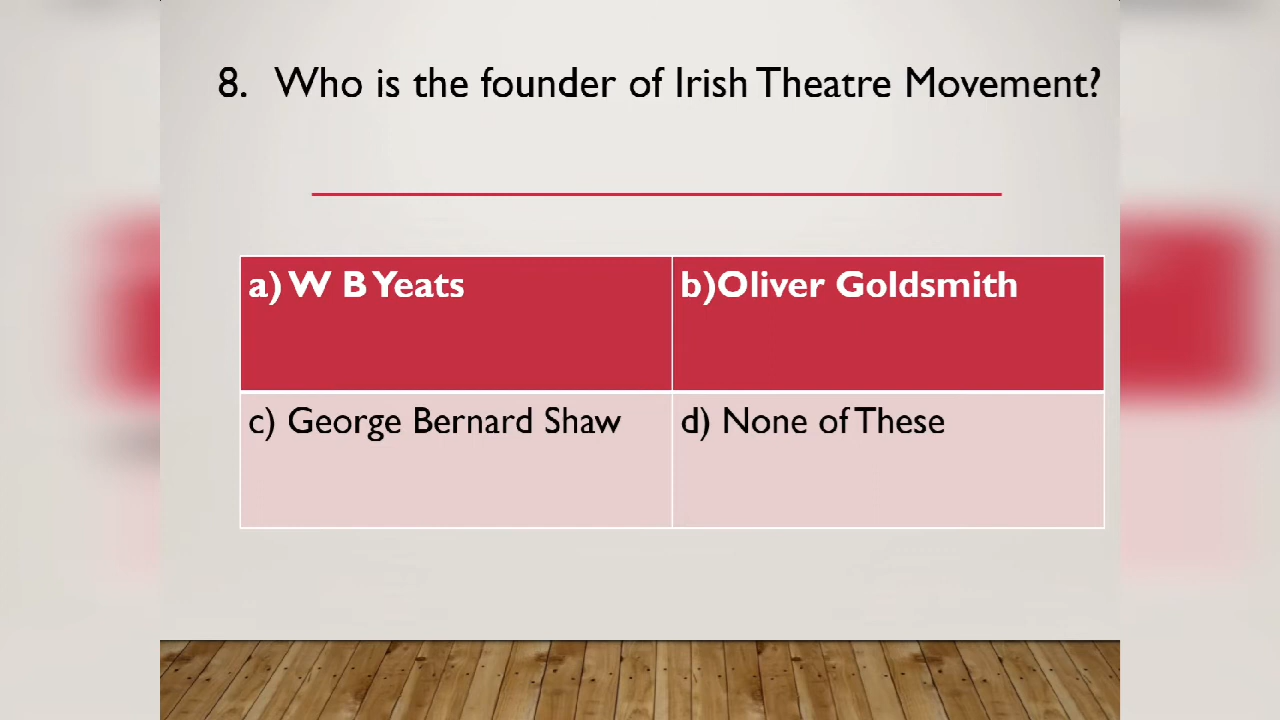 8. Who is the founder of Irish Theatre Movement?
a) W B Yeats
b)Oliver Goldsmith
c) George Bernard Shaw
d) None of These